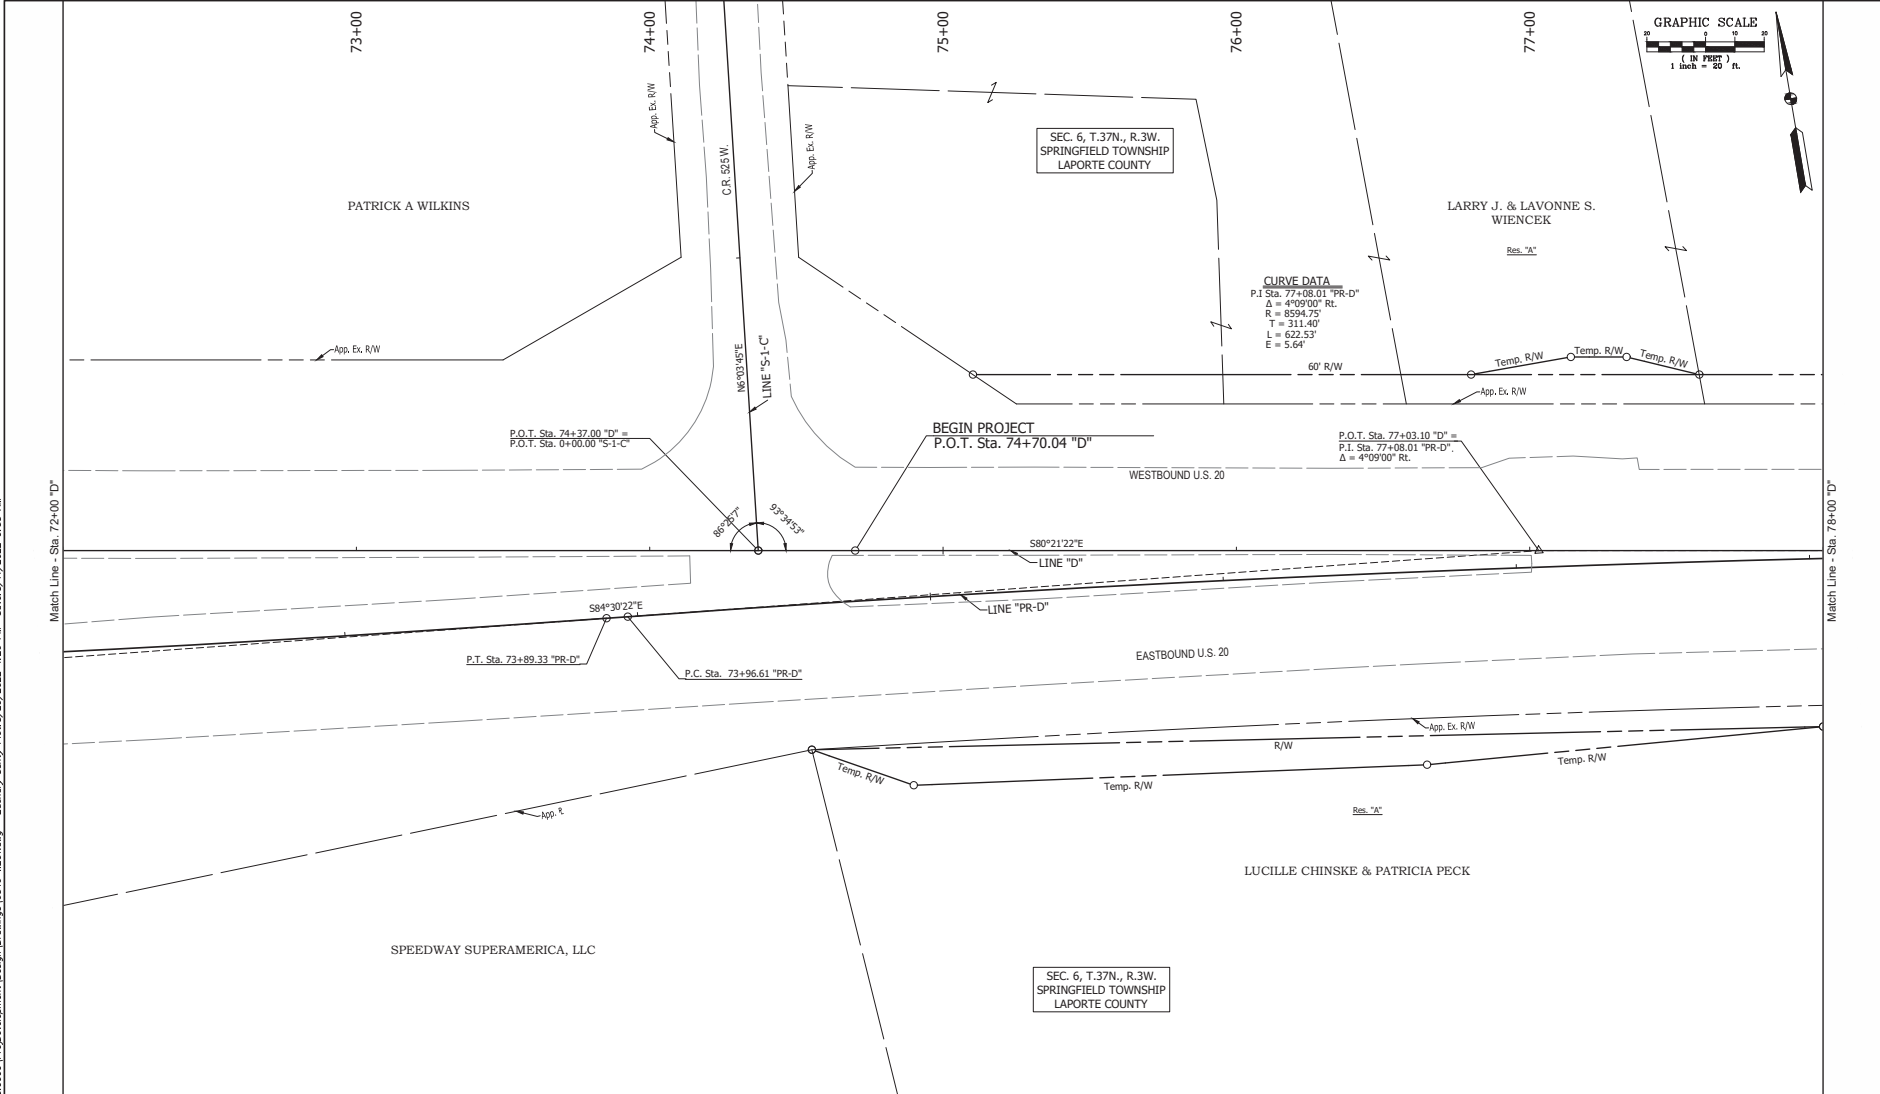 73+00
74+00
75+00
76+00
77+00
GRAPHIC SCALE
20 0 10 20
( IN FEET )
1 inch = 20 ft.
App. Ex. R/W
C.R. 525 W.
App. Ex. R/W
SEC. 6, T.37N., R.3W.
SPRINGFIELD TOWNSHIP
LAPORTE COUNTY
PATRICK A WILKINS
LARRY J. & LAVONNE S.
WIENCEK
Res. "A"
CURVE DATA
P.I Sta. 77+08.01 "PR-D"
Δ = 4°09'00" Rt.
R = 8594.75'
T = 311.40'
L = 622.53'
E = 5.64'
App. Ex. R/W
N6°03'45"E
LINE "S-1-C"
60' R/W
Temp. R/W
Temp. R/W
Temp. R/W
App. Ex. R/W
P.O.T. Sta. 74+37.00 "D" =
P.O.T. Sta. 0+00.00 "S-1-C"
BEGIN PROJECT
P.O.T. Sta. 74+70.04 "D"
P.O.T. Sta. 77+03.10 "D" =
P.I. Sta. 77+08.01 "PR-D".
Δ = 4°09'00" Rt.
WESTBOUND U.S. 20
Match Line - Sta. 72+00 "D"
Match Line - Sta. 78+00 "D"
86°25'7"
93°34'53"
S80°21'22"E
LINE "D"
S84°30'22"E
LINE "PR-D"
P.T. Sta. 73+89.33 "PR-D"
P.C. Sta. 73+96.61 "PR-D"
EASTBOUND U.S. 20
App. Ex. R/W
R/W
Temp. R/W
Temp. R/W
Temp. R/W
App. ⅊
Res. "A"
LUCILLE CHINSKE & PATRICIA PECK
SPEEDWAY SUPERAMERICA, LLC
SEC. 6, T.37N., R.3W.
SPRINGFIELD TOWNSHIP
LAPORTE COUNTY